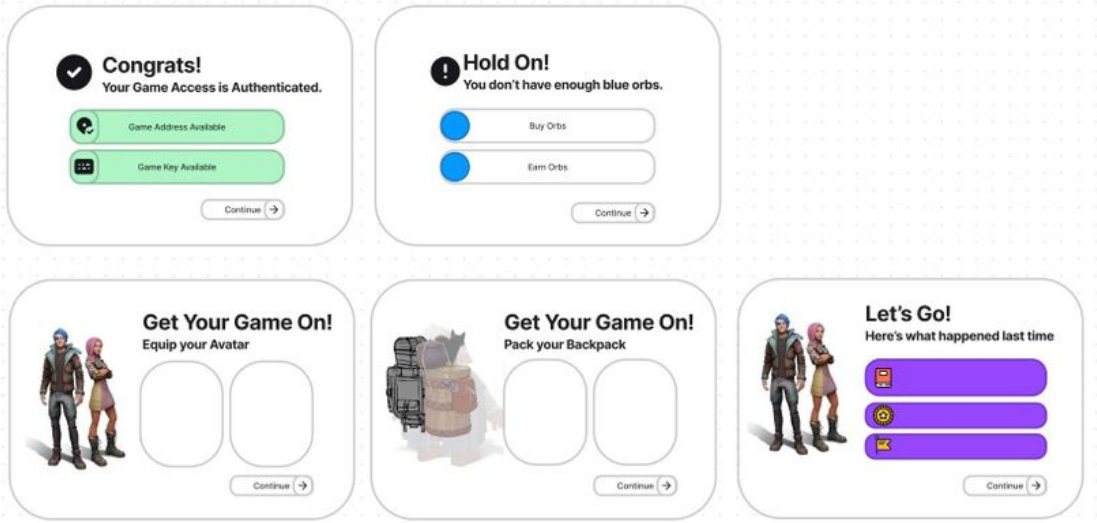 Congrats!
Your Game Access is Authenticated.
Game Address Available
Game Key Available
Continue
Hold On!
You don't have enough blue orbs.
Buy Orbs
Earn Orbs
Continue
Get Your Game On!
Equip your Avatar
Continue
Get Your Game On!
Pack your Backpack
Continue
Let's Go!
Here's what happened last time
Continue